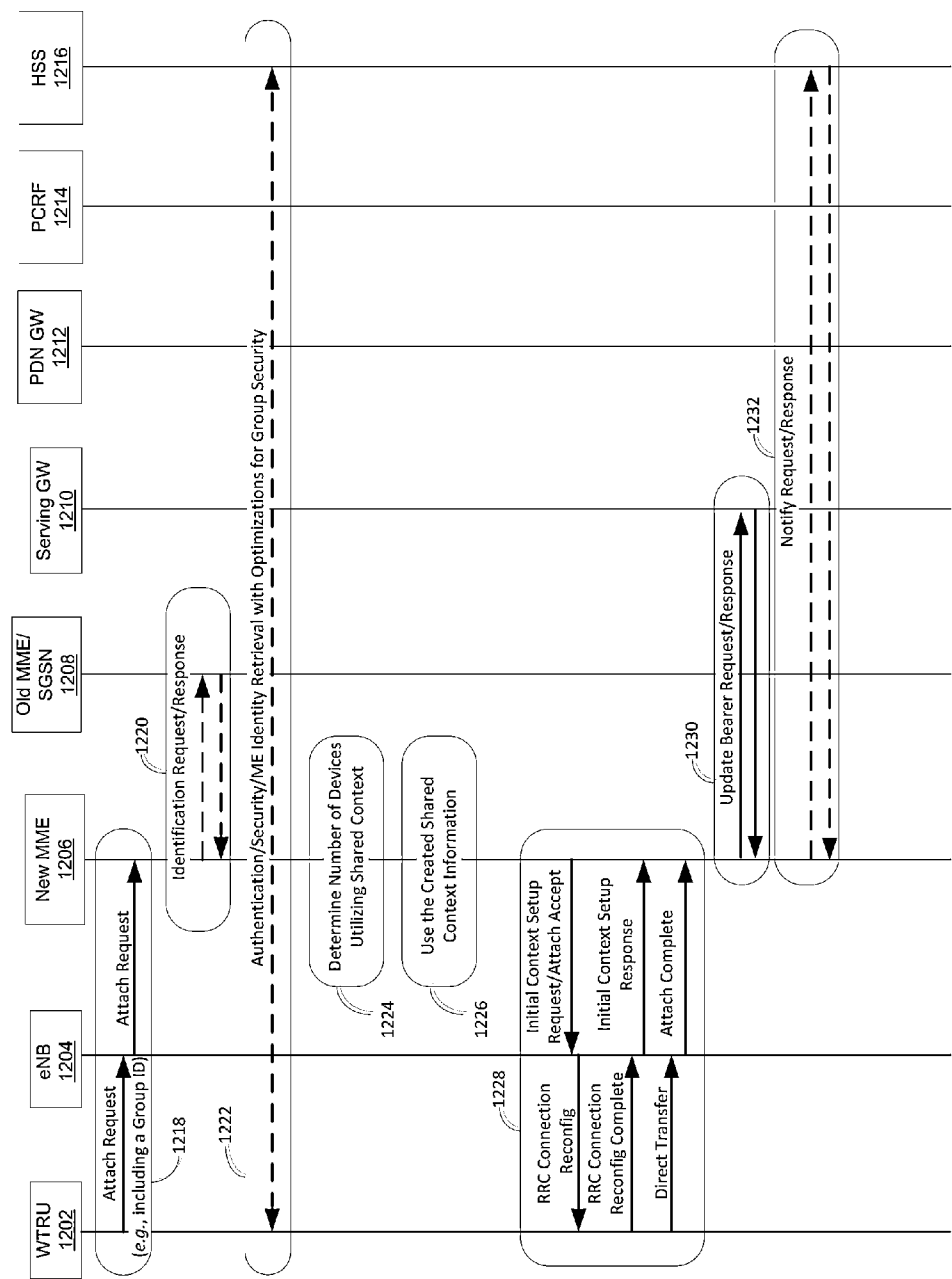 WTRU
1202
eNB
1204
New MME
1206
Old MME/
SGSN
1208
Serving GW
1210
PDN GW
1212
PCRF
1214
HSS
1216
Attach Request
(e.g., including a Group ID)
Attach Request
1218
Identification Request/Response
1220
1222
Authentication/Security/ME Identity Retrieval with Optimizations for Group Security
Determine Number of Devices
Utilizing Shared Context
1224
Use the Created Shared
Context Information
1226
1228
Initial Context Setup
Request/Attach Accept
RRC Connection
Reconfig
RRC Connection
Reconfig Complete
Initial Context Setup
Response
Direct Transfer
Attach Complete
1230
Update Bearer Request/Response
1232
Notify Request/Response